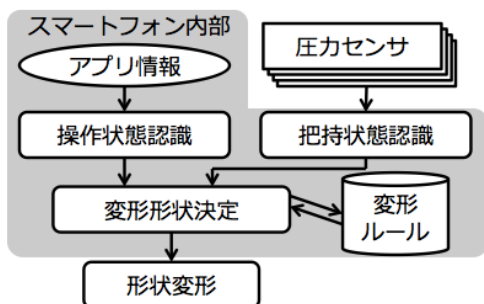 スマートフォン内部
アプリ情報
圧力センサ
操作状態認識
把持状態認識
変形形状決定
変形
ルール
形状変形